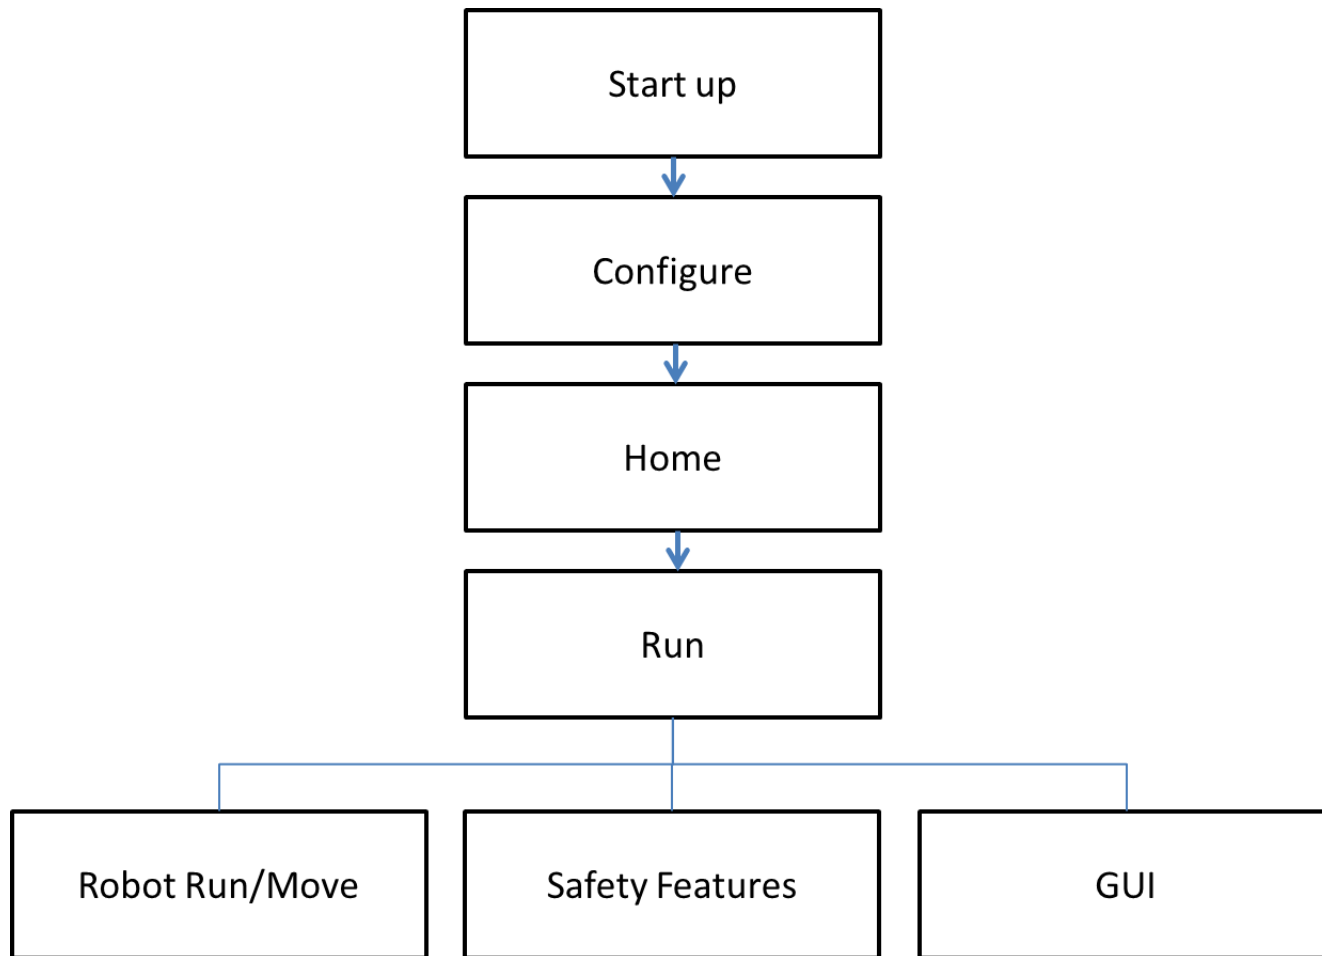 Start up
Configure
Home
Run
Robot Run/Move
Safety Features
GUI